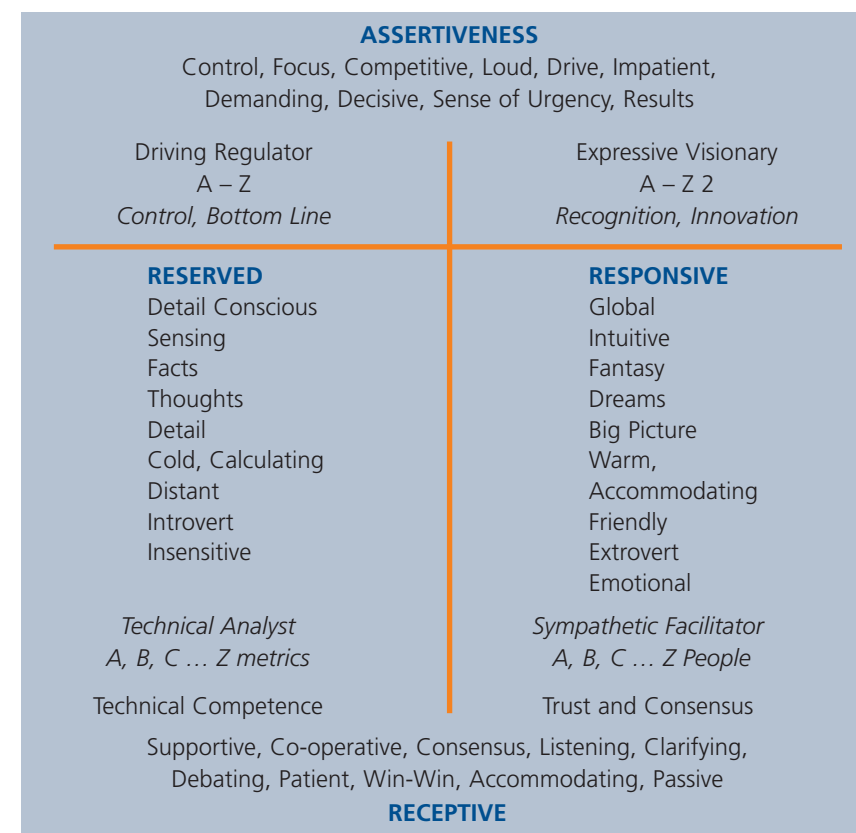 ASSERTIVENESS
Control, Focus, Competitive, Loud, Drive, Impatient,
Demanding, Decisive, Sense of Urgency, Results
Driving Regulator
A – Z
Control, Bottom Line
Expressive Visionary
A – Z 2
Recognition, Innovation
RESERVED
Detail Conscious
Sensing
Facts
Thoughts
Detail
Cold, Calculating
Distant
Introvert
Insensitive
RESPONSIVE
Global
Intuitive
Fantasy
Dreams
Big Picture
Warm,
Accommodating
Friendly
Extrovert
Emotional
Technical Analyst
A, B, C … Z metrics
Technical Competence
Sympathetic Facilitator
A, B, C … Z People
Trust and Consensus
Supportive, Co-operative, Consensus, Listening, Clarifying,
Debating, Patient, Win-Win, Accommodating, Passive
RECEPTIVE